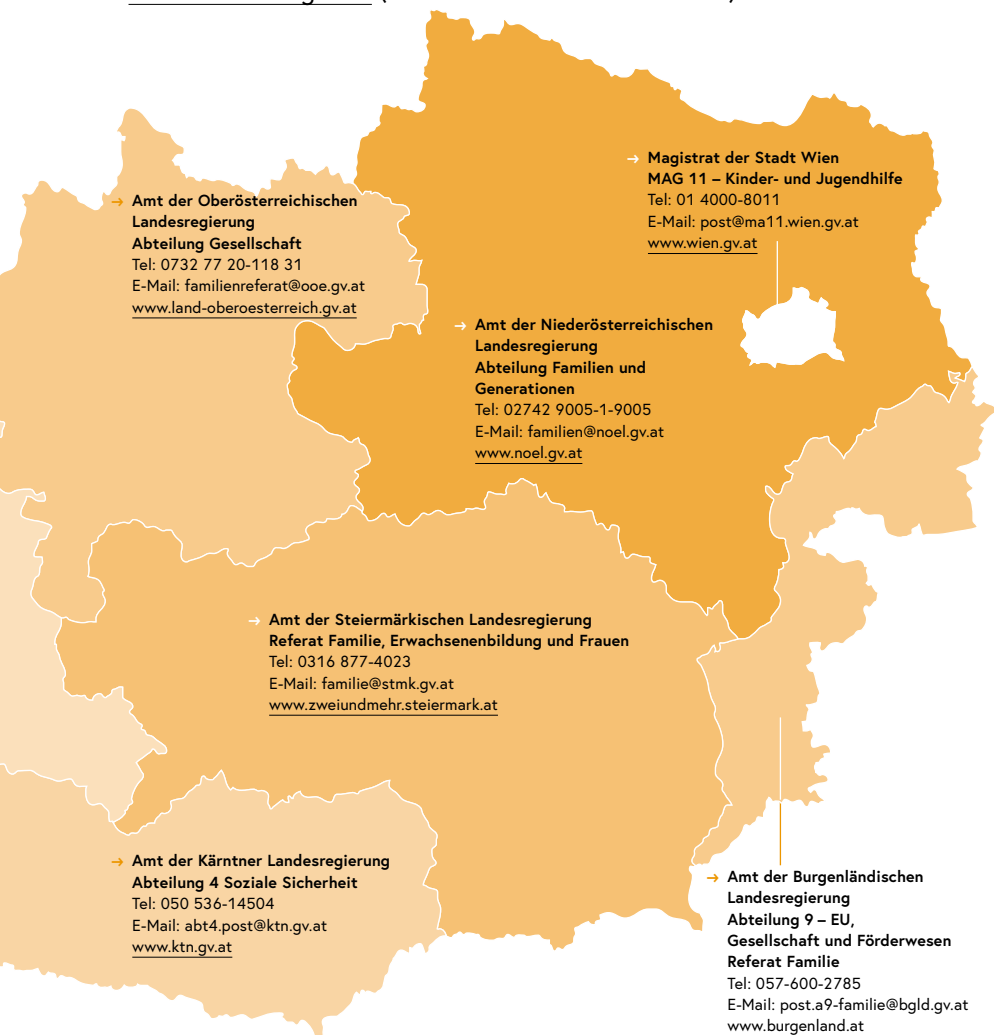 → Magistrat der Stadt Wien
MAG 11 – Kinder- und Jugendhilfe
Tel: 01 4000-8011
E-Mail: post@ma11.wien.gv.at
www.wien.gv.at
→ Amt der Oberösterreichischen
Landesregierung
Abteilung Gesellschaft
Tel: 0732 77 20-118 31
E-Mail: familienreferat@ooe.gv.at
www.land-oberoesterreich.gv.at
→ Amt der Niederösterreichischen
Landesregierung
Abteilung Familien und
Generationen
Tel: 02742 9005-1-9005
E-Mail: familien@noel.gv.at
www.noel.gv.at
→ Amt der Steiermärkischen Landesregierung
Referat Familie, Erwachsenenbildung und Frauen
Tel: 0316 877-4023
E-Mail: familie@stmk.gv.at
www.zweiundmehr.steiermark.at
→ Amt der Kärntner Landesregierung
Abteilung 4 Soziale Sicherheit
Tel: 050 536-14504
E-Mail: abt4.post@ktn.gv.at
www.ktn.gv.at
→ Amt der Burgenländischen
Landesregierung
Abteilung 9 – EU,
Gesellschaft und Förderwesen
Referat Familie
Tel: 057-600-2785
E-Mail: post.a9-familie@bgld.gv.at
www.burgenland.at